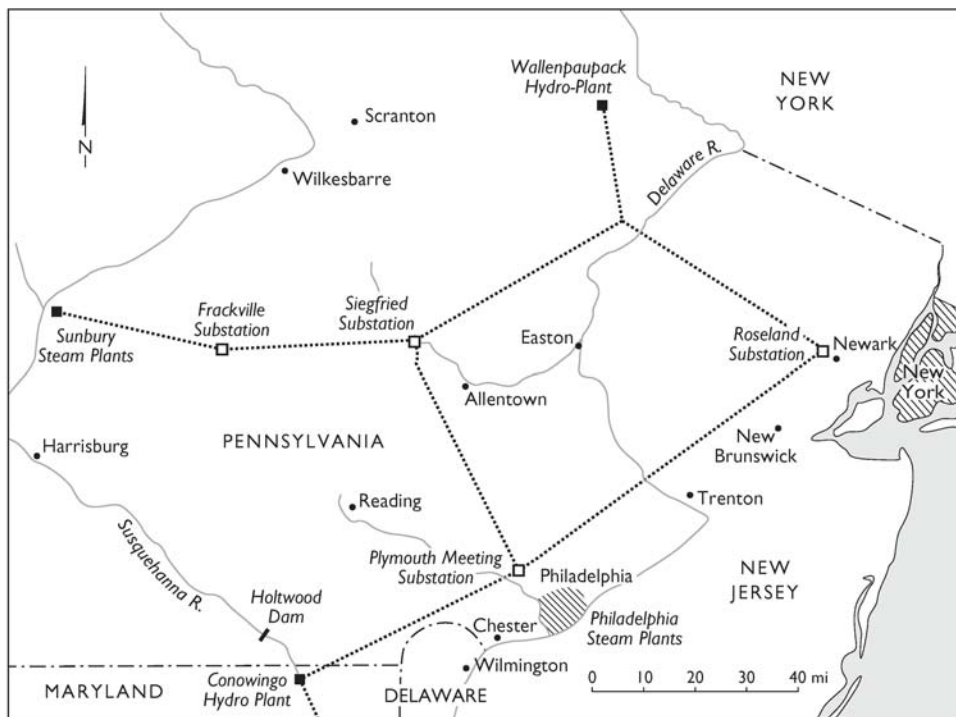 Wallenpaupack
Hydro-Plant
NEW
YORK
N
Scranton
Wilkesbarre
Delaware R.
Sunbury
Steam Plants
Frackville
Substation
Siegfried
Substation
Easton
Roseland
Substation
Newark
New
York
Allentown
Harrisburg
PENNSYLVANIA
New
Brunswick
Reading
Trenton
Susquehanna R.
Plymouth Meeting
Substation
Philadelphia
NEW
JERSEY
Holtwood
Dam
Chester
Philadelphia
Steam Plants
Wilmington
MARYLAND
Conowingo
Hydro Plant
DELAWARE
0 20 40 mi